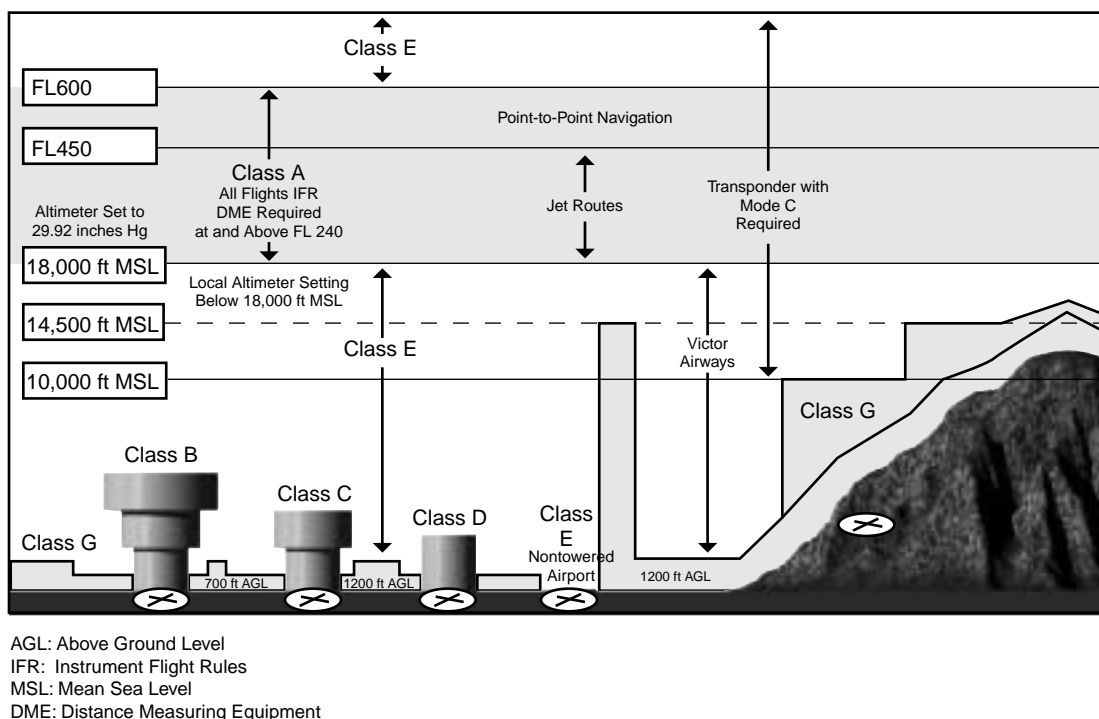 Class E
FL600
Point-to-Point Navigation
FL450
Class A
All Flights IFR
DME Required
at and Above FL 240
Jet Routes
Transponder with
Mode C
Required
Altimeter Set to
29.92 inches Hg
18,000 ft MSL
Local Altimeter Setting
Below 18,000 ft MSL
14,500 ft MSL
Class E
Victor
Airways
10,000 ft MSL
Class G
Class B
Class C
Class D
Class
E
Nontowered
Airport
Class G
700 ft AGL
1200 ft AGL
1200 ft AGL
AGL: Above Ground Level
IFR: Instrument Flight Rules
MSL: Mean Sea Level
DME: Distance Measuring Equipment